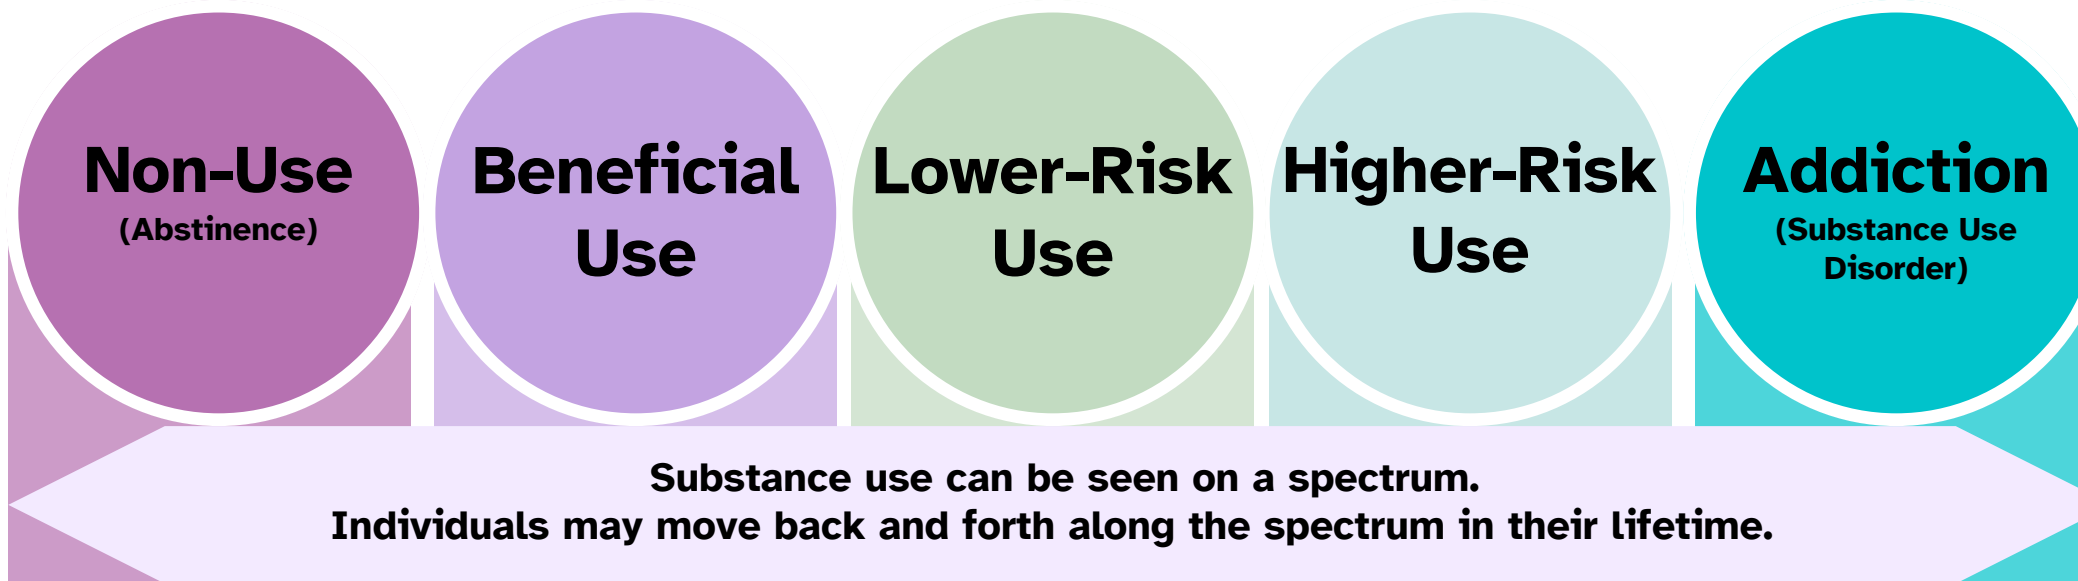 Non-Use
(Abstinence)
Beneficial
Use
Lower-Risk
Use
Higher-Risk
Use
Addiction
(Substance Use
Disorder)
Substance use can be seen on a spectrum.
Individuals may move back and forth along the spectrum in their lifetime.